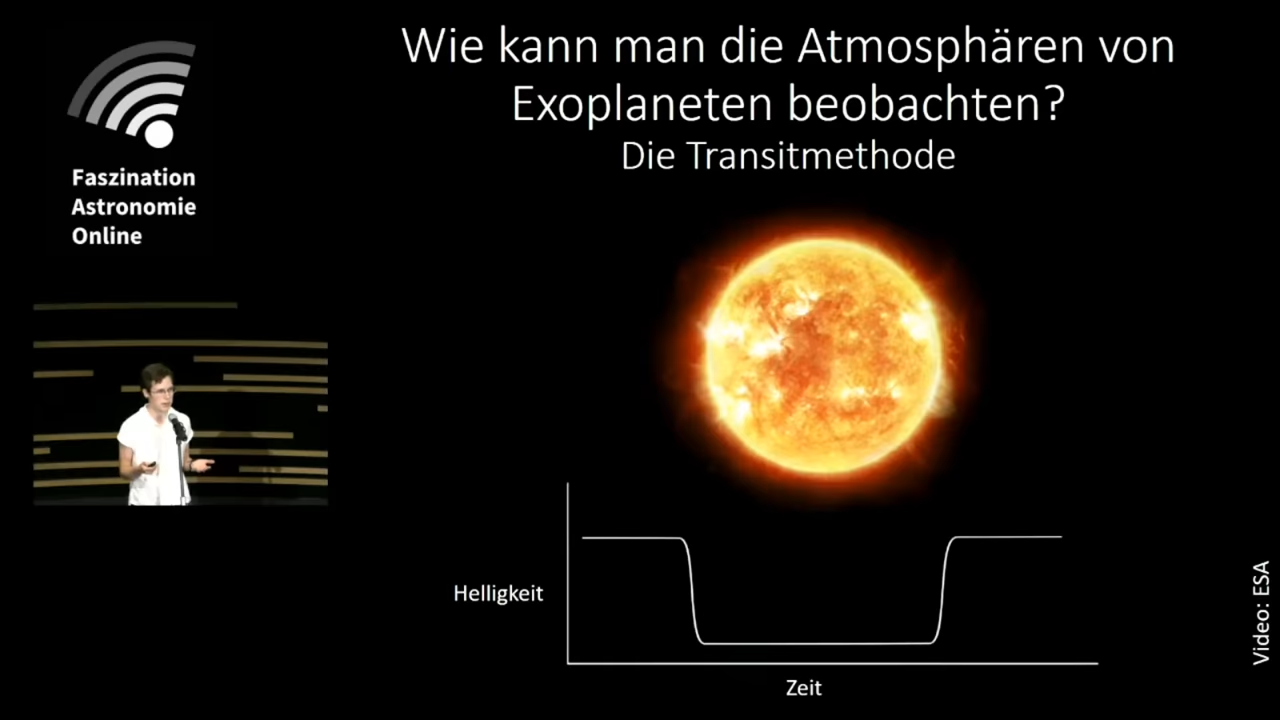 Wie kann man die Atmosphären von
Exoplaneten beobachten?
Die Transitmethode
Faszination
Astronomie
Online
Helligkeit
Zeit
Video: ESA